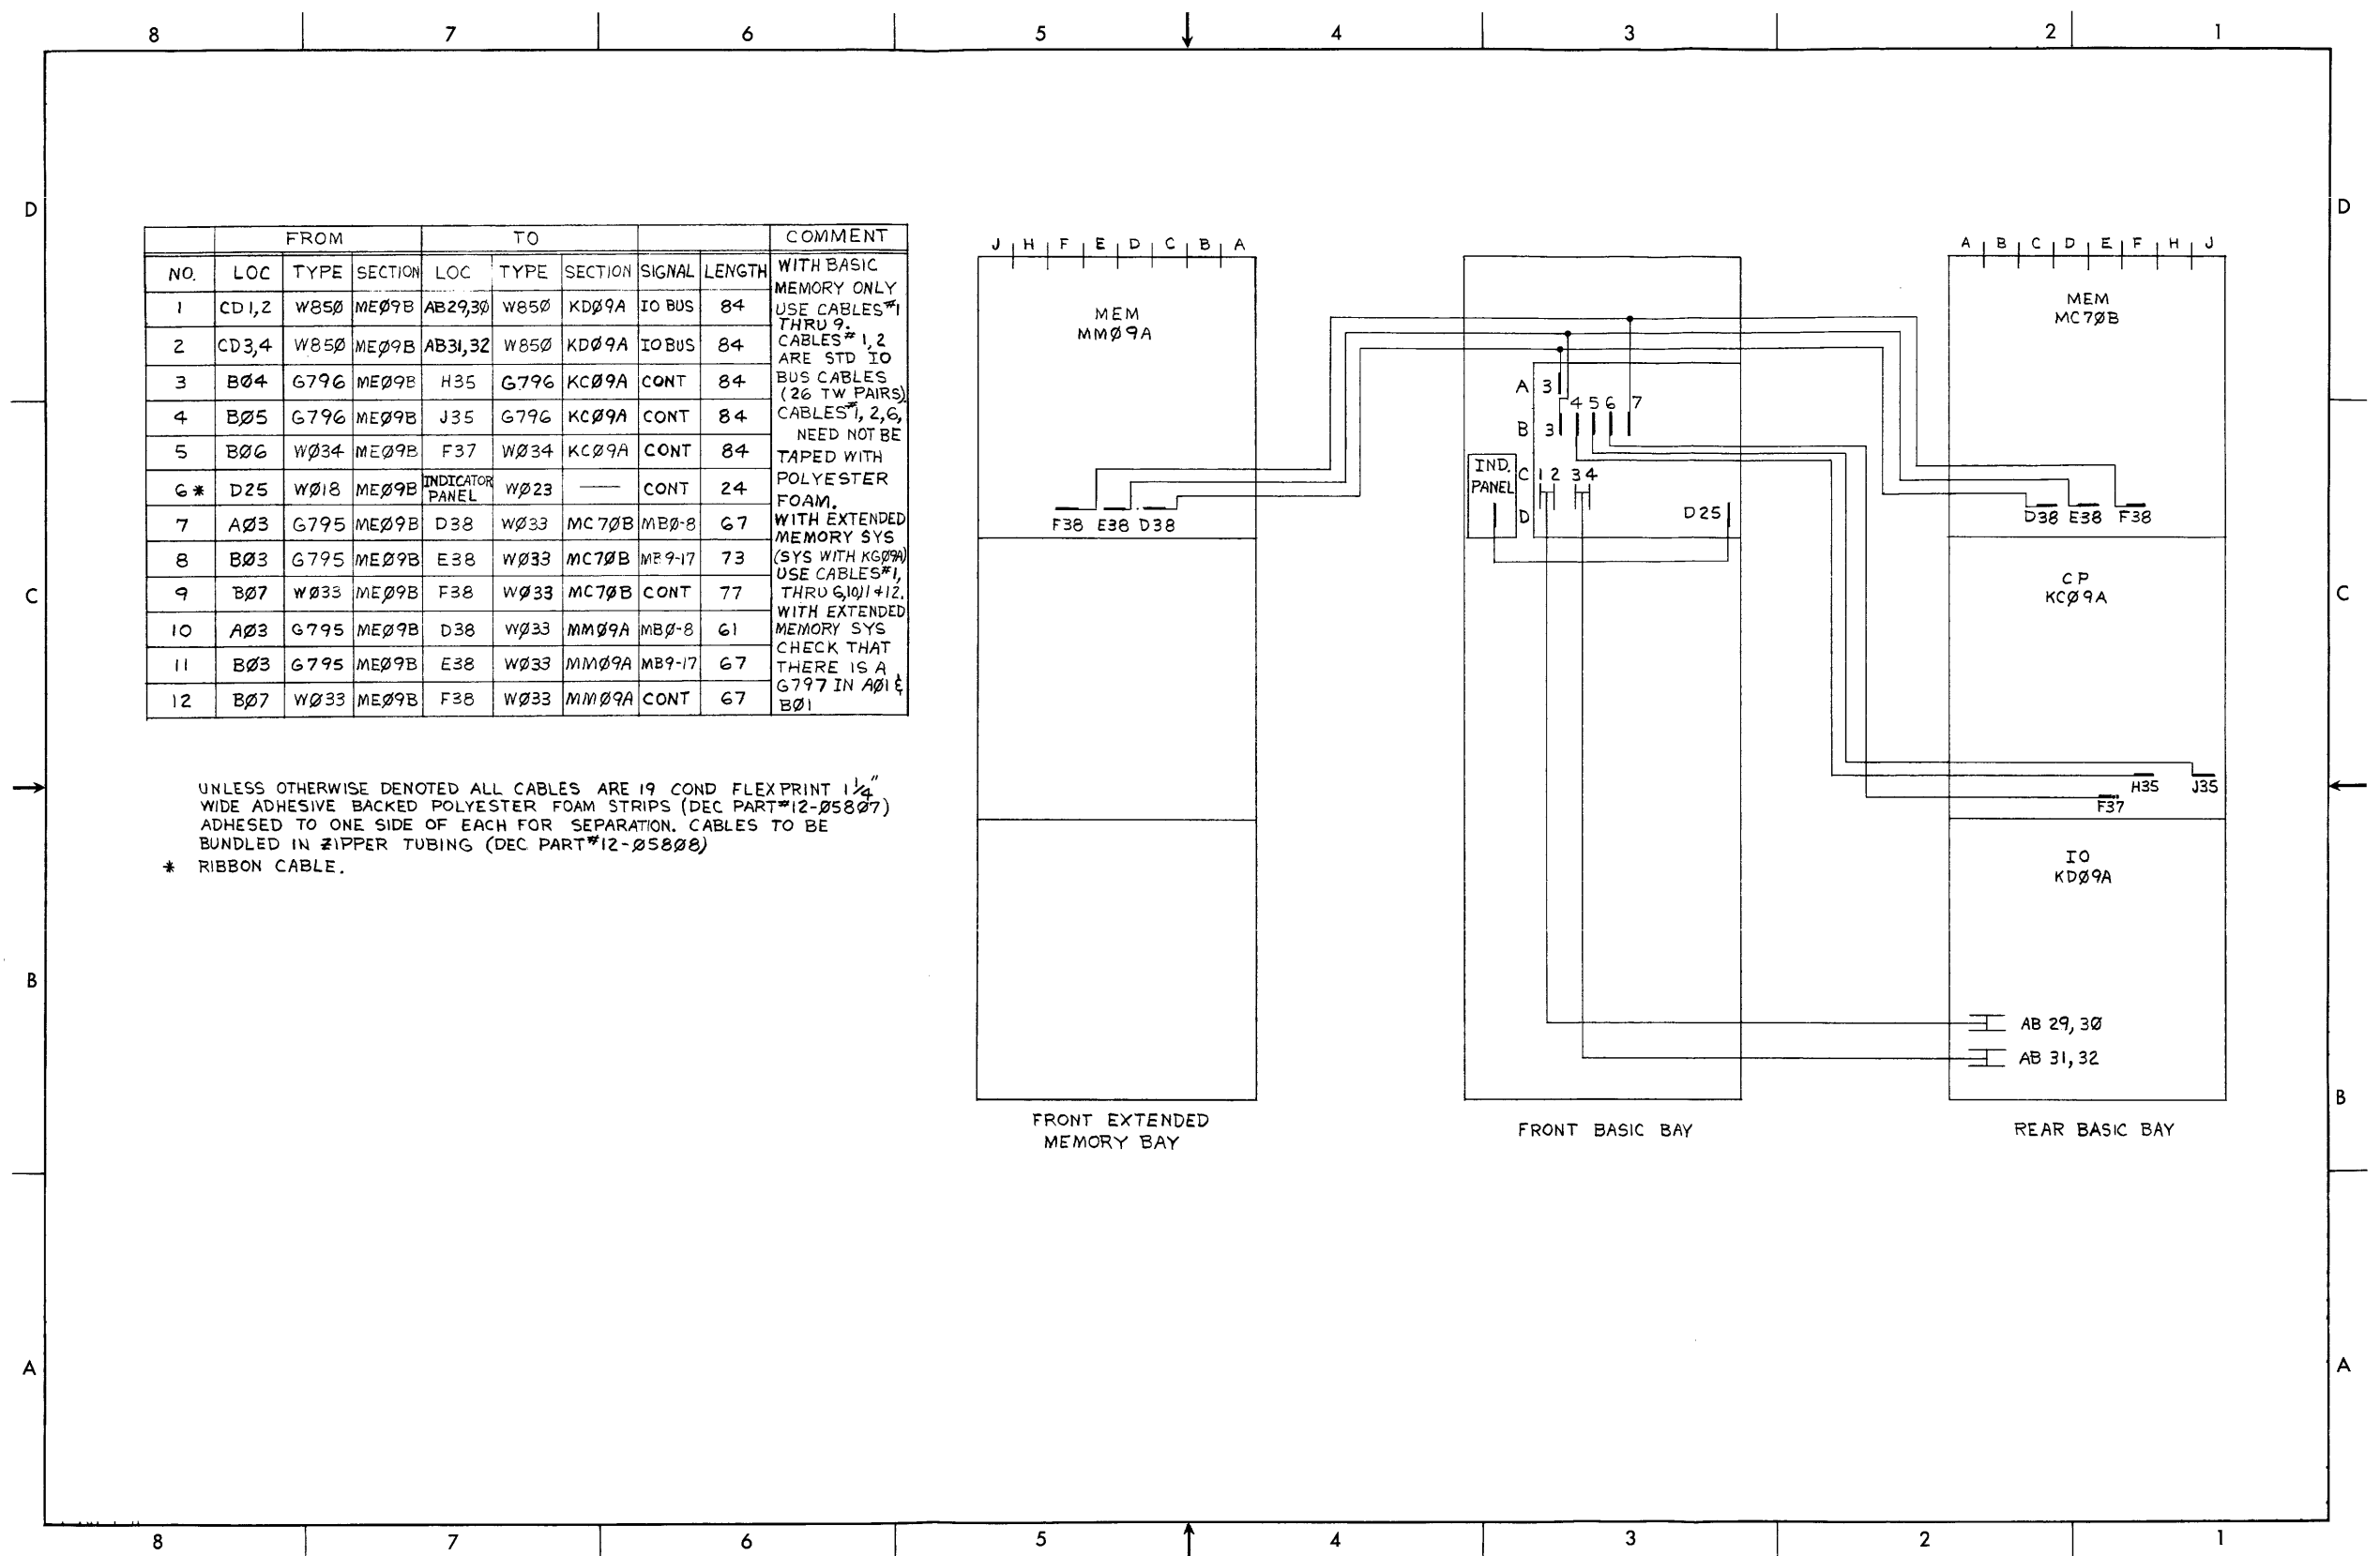 8 7 6 5 4 3 2 1
D
D
FROM TO COMMENT
NO. LOC TYPE SECTION LOC TYPE SECTION SIGNAL LENGTH
1 CD1,2 W85Ø MEØ9B AB29,3Ø W85Ø KDØ9A IO BUS 84
2 CD3,4 W85Ø MEØ9B AB31,32 W85Ø KDØ9A IO BUS 84
3 BØ4 G796 MEØ9B H35 G796 KCØ9A CONT 84
4 BØ5 G796 MEØ9B J35 G796 KCØ9A CONT 84
5 BØ6 WØ34 MEØ9B F37 WØ34 KCØ9A CONT 84
6* D25 WØ18 MEØ9B INDICATOR PANEL WØ23 — CONT 24
7 AØ3 G795 MEØ9B D38 WØ33 MC7ØB MBØ-8 67
8 BØ3 G795 MEØ9B E38 WØ33 MC7ØB MB9-17 73
9 BØ7 WØ33 MEØ9B F38 WØ33 MC7ØB CONT 77
10 AØ3 G795 MEØ9B D38 WØ33 MMØ9A MBØ-8 61
11 BØ3 G795 MEØ9B E38 WØ33 MMØ9A MB9-17 67
12 BØ7 WØ33 MEØ9B F38 WØ33 MMØ9A CONT 67
WITH BASIC
MEMORY ONLY
USE CABLES #1
THRU 9.
CABLES # 1,2
ARE STD IO
BUS CABLES
(26 TW PAIRS)
CABLES #1, 2,6,
NEED NOT BE
TAPED WITH
POLYESTER
FOAM.
WITH EXTENDED
MEMORY SYS
(SYS WITH KGØ9A)
USE CABLES #1,
THRU 6,10,11 & 12.
WITH EXTENDED
MEMORY SYS
CHECK THAT
THERE IS A
G797 IN AØ1 &
BØ1
UNLESS OTHERWISE DENOTED ALL CABLES ARE 19 COND FLEXPRINT 1 1/4"
WIDE ADHESIVE BACKED POLYESTER FOAM STRIPS (DEC PART #12-Ø58Ø7)
ADHESED TO ONE SIDE OF EACH FOR SEPARATION. CABLES TO BE
BUNDLED IN ZIPPER TUBING (DEC PART #12-Ø58Ø8)
* RIBBON CABLE.
J H F E D C B A
MEM
MMØ9A
F38 E38 D38
FRONT EXTENDED
MEMORY BAY
A 3
4 5 6 7
B 3
IND.
PANEL
C 1 2 3 4
D
D25
FRONT BASIC BAY
A B C D E F H J
MEM
MC7ØB
D38 E38 F38
CP
KCØ9A
H35 J35
F37
IO
KDØ9A
AB 29,3Ø
AB 31,32
REAR BASIC BAY
C
C
B
B
A
A
8 7 6 5 4 3 2 1